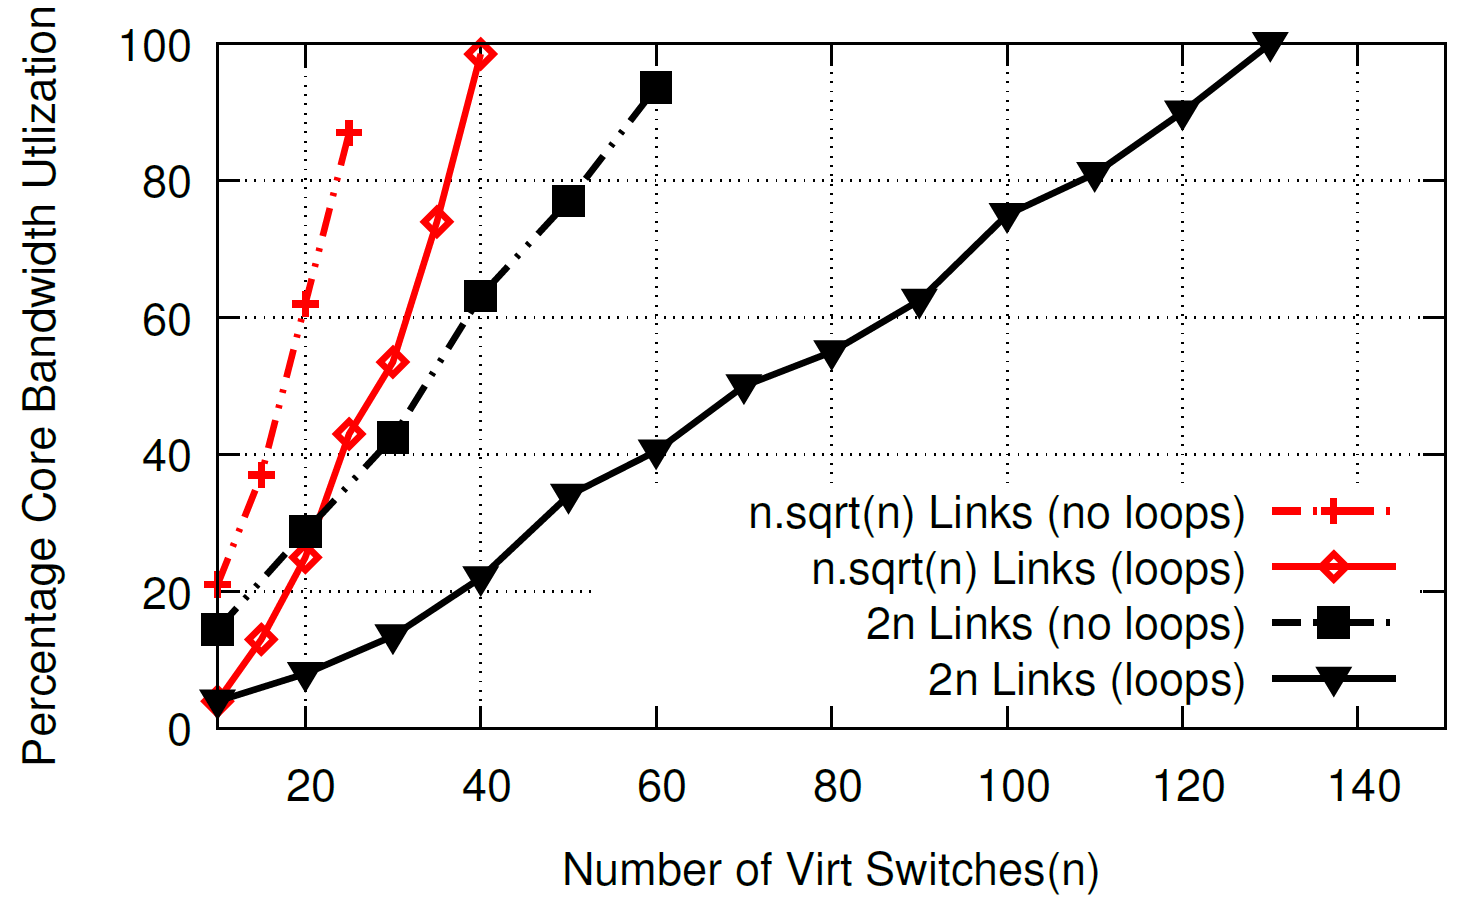 Percentage Core Bandwidth Utlization
100
80
60
40
20
0
n.sqrt(n) Links (no loops)
n.sqrt(n) Links (loops)
2n Links (no loops)
2n Links (loops)
20 40 60 80 100 120 140
Number of Virt Switches(n)